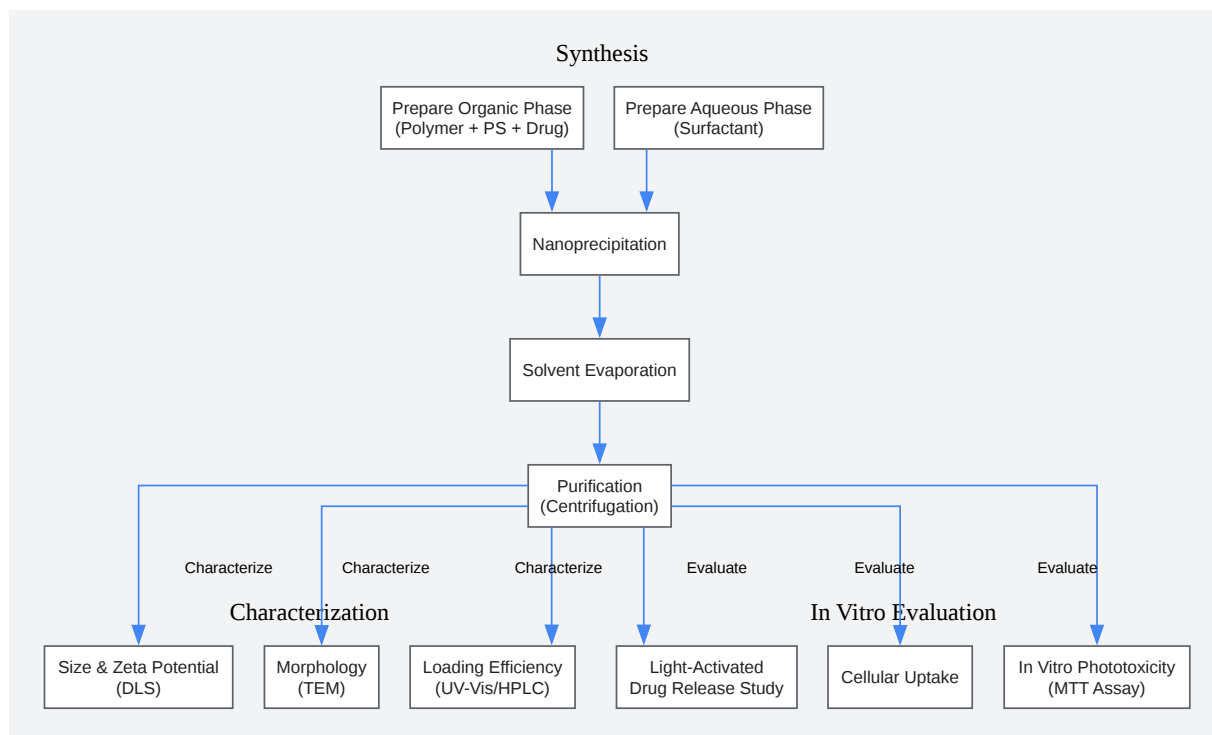 Synthesis
Prepare Organic Phase
(Polymer + PS + Drug)
Prepare Aqueous Phase
(Surfactant)
Nanoprecipitation
Solvent Evaporation
Purification
(Centrifugation)
Characterize
Characterize
Characterize
Evaluate
Evaluate
Evaluate
Characterization
In Vitro Evaluation
Size & Zeta Potential
(DLS)
Morphology
(TEM)
Loading Efficiency
(UV-Vis/HPLC)
Light-Activated
Drug Release Study
Cellular Uptake
In Vitro Phototoxicity
(MTT Assay)